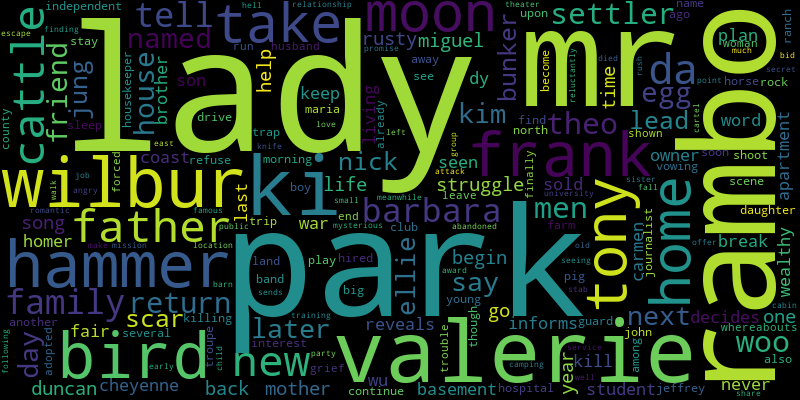 independent tell take moon settler
hell relationship theater upon name ago
cattle friend jung named house brother son housekeeper
lady mr rambo
rusty miguel bunker dy kim egg da theo
stay husband run away see plan woman ranch
escape finding county sleep
help keep maria love drive already living
time become died reluctantly rush point secret much bid
horse rock word lead north find shown cartel
wilbur ki frank nick seen
trap knife morning left group attack finally
coast refuse boy life struggle sold owner vowing soon shoot
east forced walk job angry
father barbara men tony home apartment
song romantic famous last trip war end small leave university
sister fall scene daughter
homer public location mysterious abandoned farm
hammer park carmen journalist break wealthy
land play club begin old offer
make mission barn band hired meanwhile
family return ellie say go next decides one
sends big award young pig seeing cabin
scar killing later reveals informs guard john woo
another several interest training though stab among whereabouts
day fair bird new valerie never also
adopted troupe child party grief trouble service
following early wu basement year kill
duncan cheyenne back mother continue hospital camping well student jeffrey share